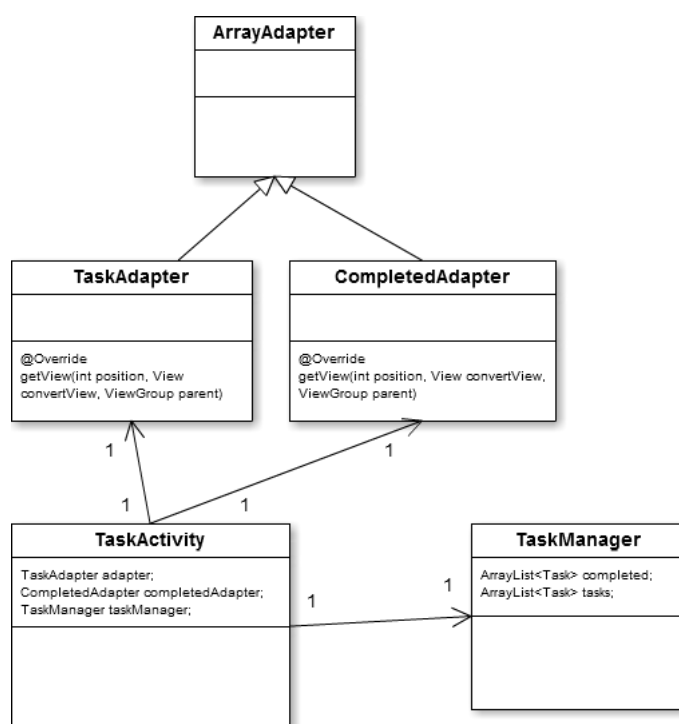 ArrayAdapter
TaskAdapter
@Override
getView(int position, View
convertView, ViewGroup parent)
CompletedAdapter
@Override
getView(int position, View convertView,
ViewGroup parent)
1
1
1
1
TaskActivity
TaskAdapter adapter;
CompletedAdapter completedAdapter;
TaskManager taskManager;
1
1
TaskManager
ArrayList<Task> completed;
ArrayList<Task> tasks;